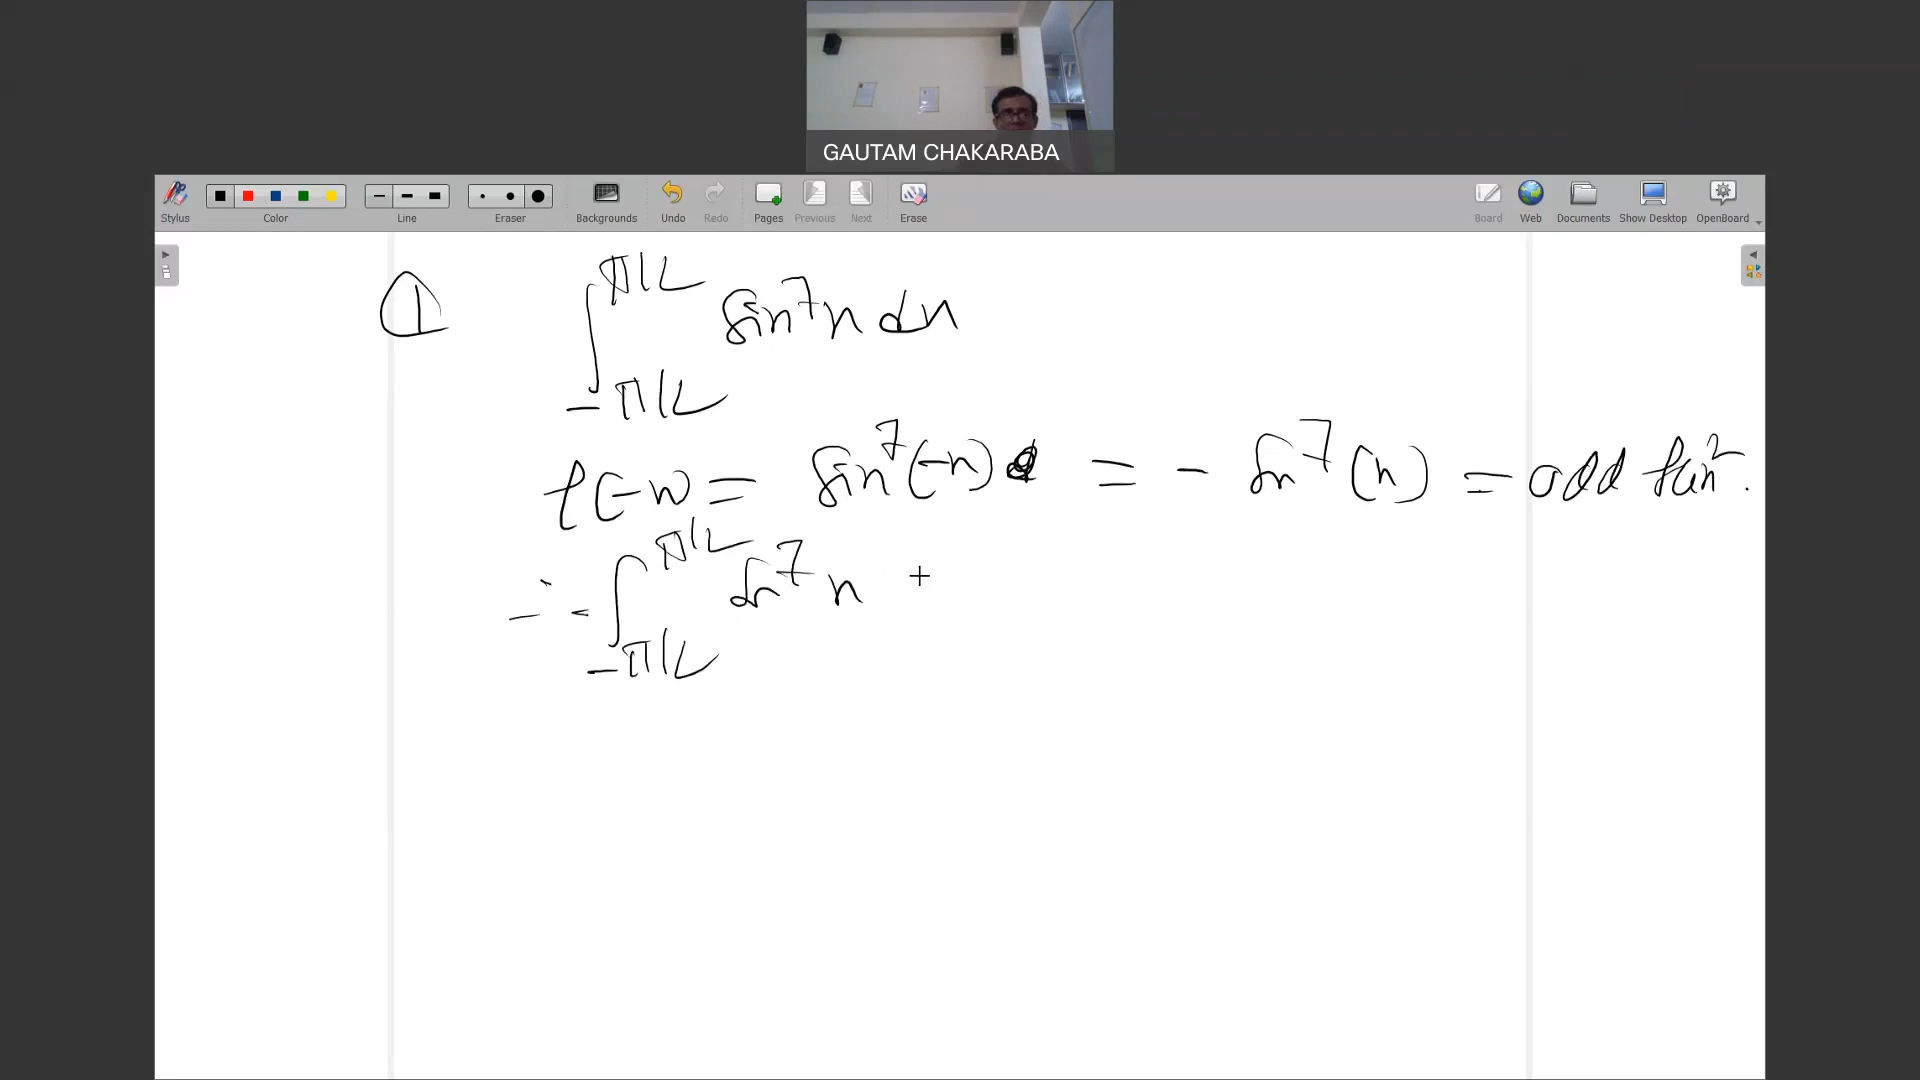 GAUTAM CHAKARABA
Stylus Color Line Eraser Backgrounds Undo Redo Pages Previous Next Erase Board Web Documents Show Desktop OpenBoard
① ∫_{-π/2}^{π/2} sin⁷x dx
f(-x) = sin⁷(-x) = - sin⁷(x) = odd fun².
∴ = ∫_{-π/2}^{π/2} sin⁷ x